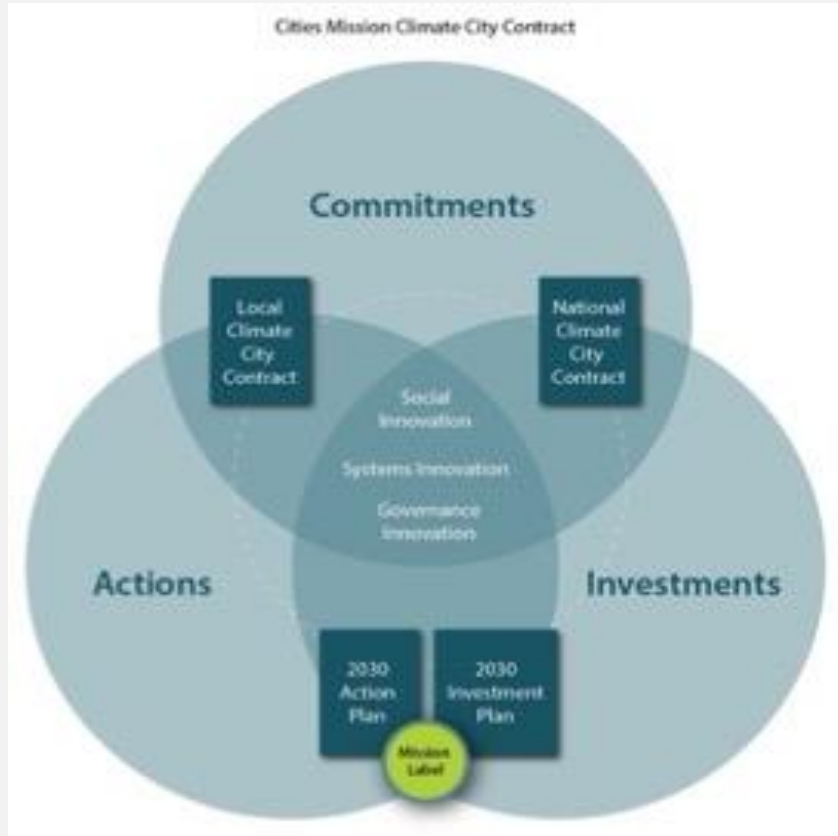 Cities Mission Climate City Contract
Commitments
Local
Climate
City
Contract
National
Climate
City
Contract
Social
Innovation
Systems Innovation
Governance
Innovation
Actions
Investments
2030
Action
Plan
2030
Investment
Plan
Mission
Label